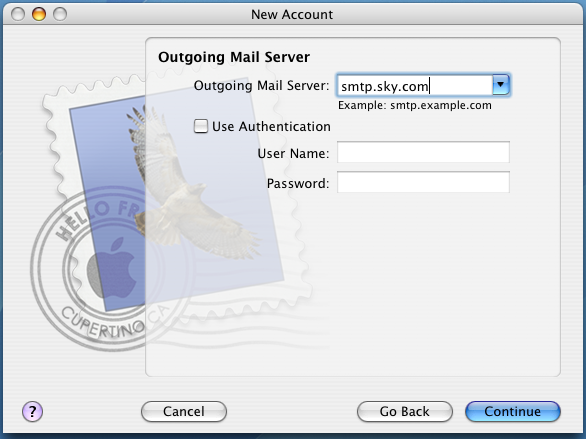 New Account
Outgoing Mail Server
Outgoing Mail Server: smtp.sky.com
Example: smtp.example.com
Use Authentication
User Name:
Password:
HELLO FR
CUPERTINO CA
?
Cancel
Go Back
Continue